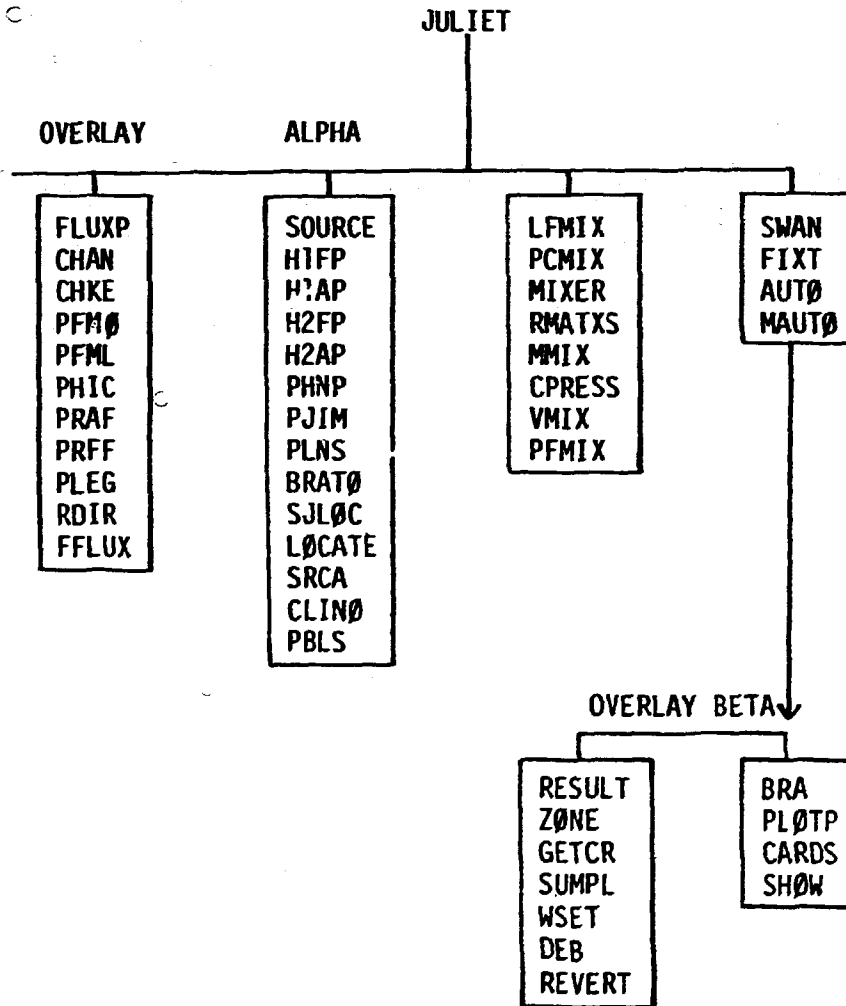 JULIET
OVERLAY ALPHA
FLUXP
CHAN
CHKE
PFMØ
PFML
PHIC
PRAF
PRFF
PLEG
RDIR
FFLUX
SOURCE
H1FP
H1AP
H2FP
H2AP
PHNP
PJIM
PLNS
BRATØ
SJLØC
LØCATE
SRCA
CLINØ
PBLS
LFMIX
PCMIX
MIXER
RMATXS
MMIX
CPRESS
VMIX
PFMIX
SWAN
FIXT
AUTØ
MAUTØ
OVERLAY BETA
RESULT
ZØNE
GETCR
SUMPL
WSET
DEB
REVERT
BRA
PLØTP
CARDS
SHØW